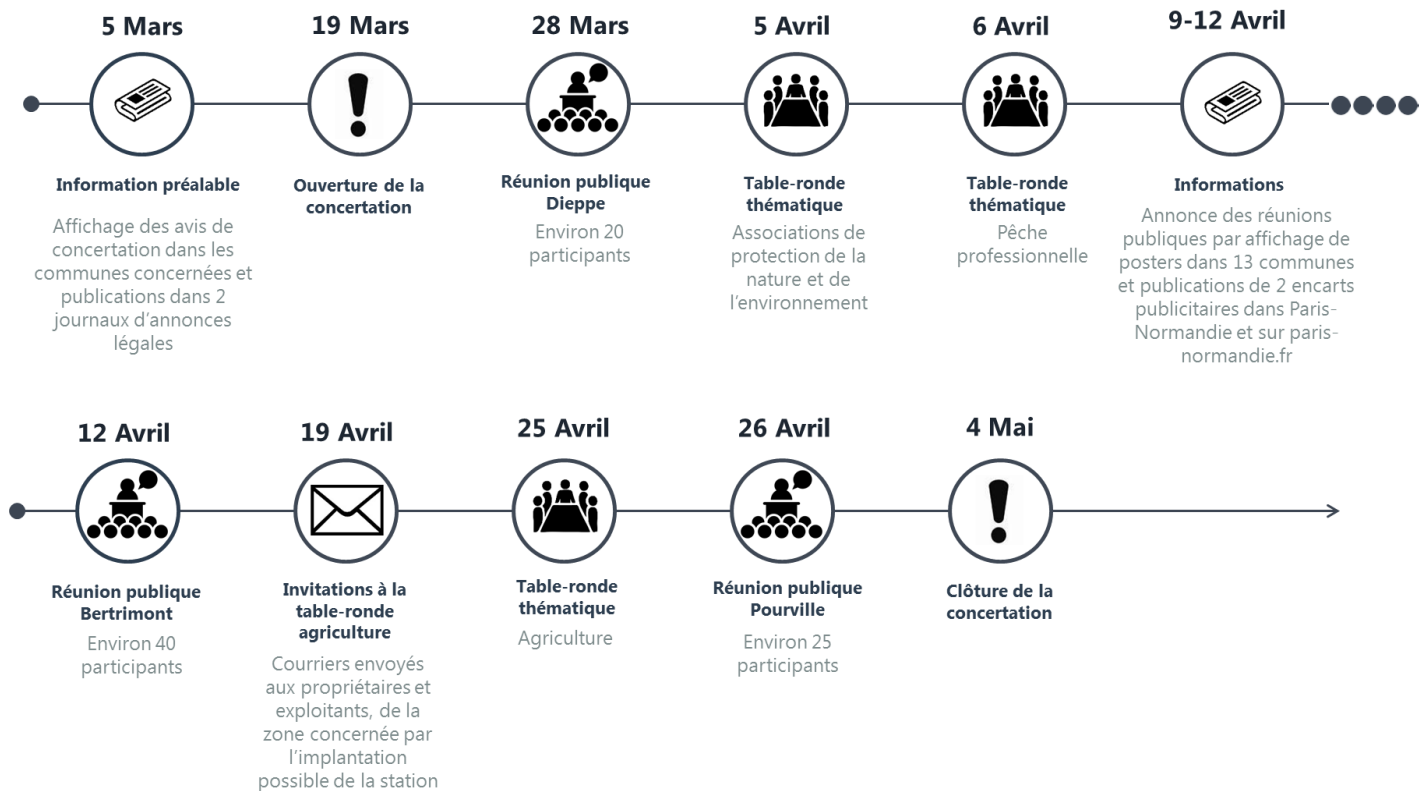 5 Mars
19 Mars
28 Mars
5 Avril
6 Avril
9-12 Avril
Information préalable
Affichage des avis de
concertation dans les
communes concernées et
publications dans 2
journaux d'annonces
légales
Ouverture de la
concertation
Réunion publique
Dieppe
Environ 20
participants
Table-ronde
thématique
Associations de
protection de la
nature et de
l'environnement
Table-ronde
thématique
Pêche
professionnelle
Informations
Annonce des réunions
publiques par affichage de
posters dans 13 communes
et publications de 2 encarts
publicitaires dans Paris-
Normandie et sur paris-
normandie.fr
12 Avril
19 Avril
25 Avril
26 Avril
4 Mai
Réunion publique
Bertrimont
Environ 40
participants
Invitations à la
table-ronde
agriculture
Courriers envoyés
aux propriétaires et
exploitants, de la
zone concernée par
l'implantation
possible de la station
Table-ronde
thématique
Agriculture
Réunion publique
Pourville
Environ 25
participants
Clôture de la
concertation